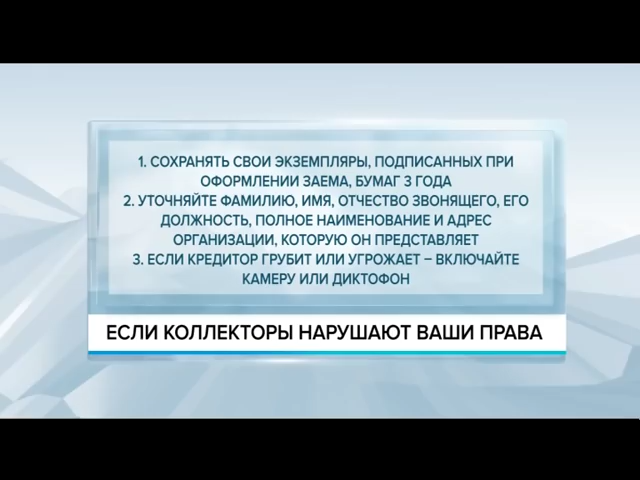 1. СОХРАНЯТЬ СВОИ ЭКЗЕМПЛЯРЫ, ПОДПИСАННЫХ ПРИ
ОФОРМЛЕНИИ ЗАЕМА, БУМАГ 3 ГОДА
2. УТОЧНЯЙТЕ ФАМИЛИЮ, ИМЯ, ОТЧЕСТВО ЗВОНЯЩЕГО, ЕГО
ДОЛЖНОСТЬ, ПОЛНОЕ НАИМЕНОВАНИЕ И АДРЕС
ОРГАНИЗАЦИИ, КОТОРУЮ ОН ПРЕДСТАВЛЯЕТ
3. ЕСЛИ КРЕДИТОР ГРУБИТ ИЛИ УГРОЖАЕТ – ВКЛЮЧАЙТЕ
КАМЕРУ ИЛИ ДИКТОФОН
ЕСЛИ КОЛЛЕКТОРЫ НАРУШАЮТ ВАШИ ПРАВА